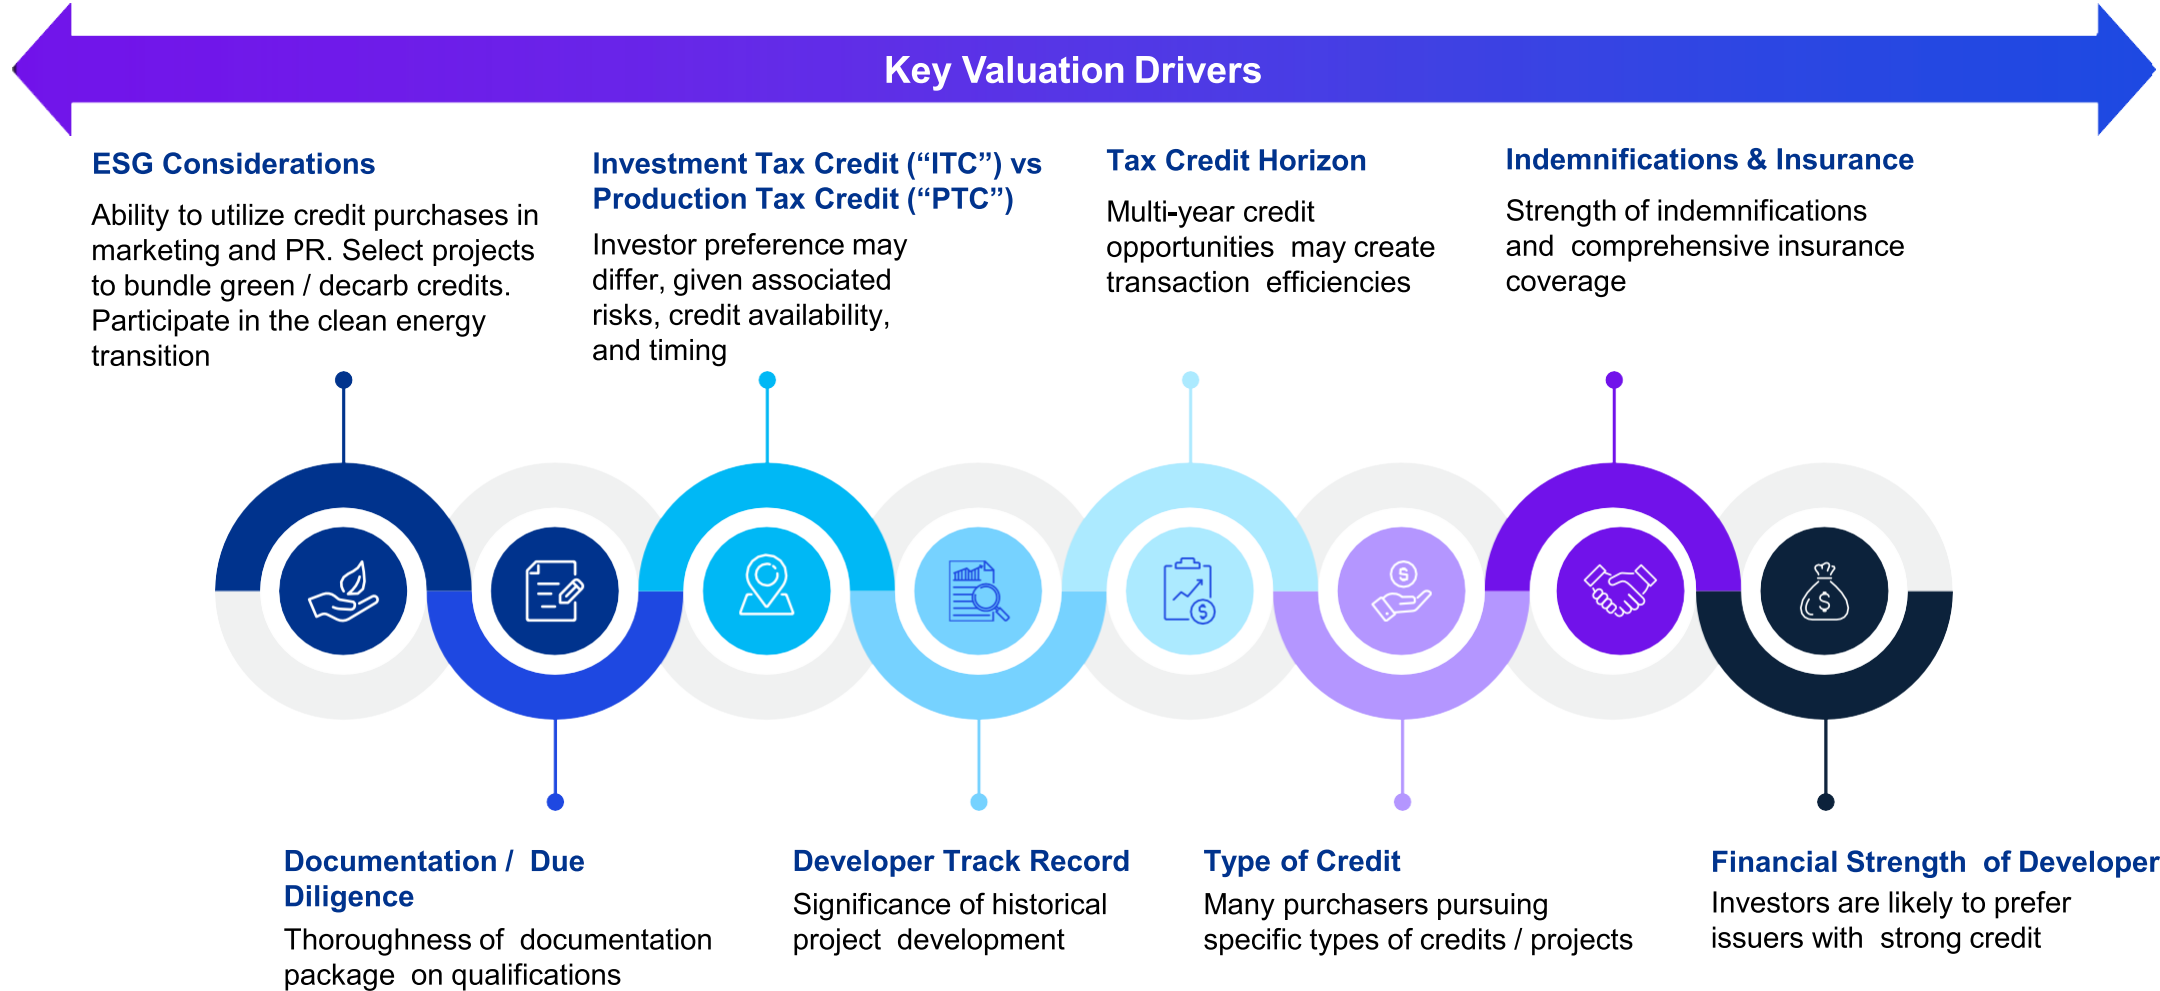 Key Valuation Drivers
ESG Considerations
Ability to utilize credit purchases in
marketing and PR. Select projects
to bundle green / decarb credits.
Participate in the clean energy
transition
Investment Tax Credit (“ITC”) vs
Production Tax Credit (“PTC”)
Investor preference may
differ, given associated
risks, credit availability,
and timing
Tax Credit Horizon
Multi-year credit
opportunities may create
transaction efficiencies
Indemnifications & Insurance
Strength of indemnifications
and comprehensive insurance
coverage
$
$
$
Documentation / Due
Diligence
Thoroughness of documentation
package on qualifications
Developer Track Record
Significance of historical
project development
Type of Credit
Many purchasers pursuing
specific types of credits / projects
Financial Strength of Developer
Investors are likely to prefer
issuers with strong credit